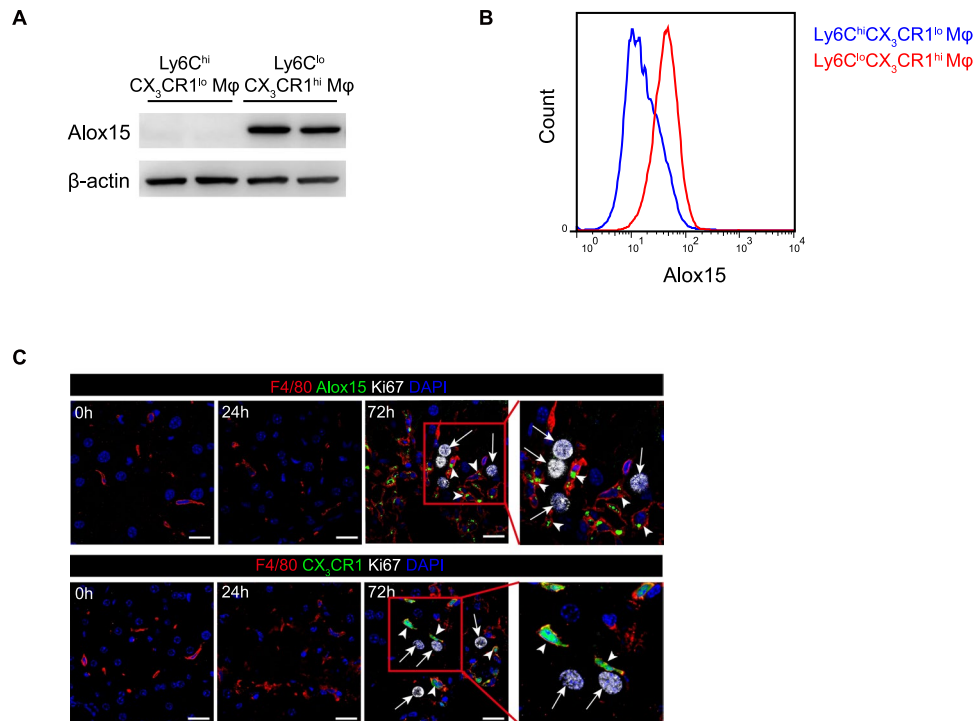 A
Ly6Cʰⁱ
CX₃CR1ˡᵒ Mφ
Ly6Cˡᵒ
CX₃CR1ʰⁱ Mφ
Alox15
β-actin
B
Count
0
10⁰ 10¹ 10² 10³ 10⁴
Alox15
Ly6CʰⁱCX₃CR1ˡᵒ Mφ
Ly6CˡᵒCX₃CR1ʰⁱ Mφ
C
F4/80 Alox15 Ki67 DAPI
0h
24h
72h
F4/80 CX₃CR1 Ki67 DAPI
0h
24h
72h